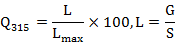 Q₃₁₅ = L / Lₘₐₓ × 100, L = G / S